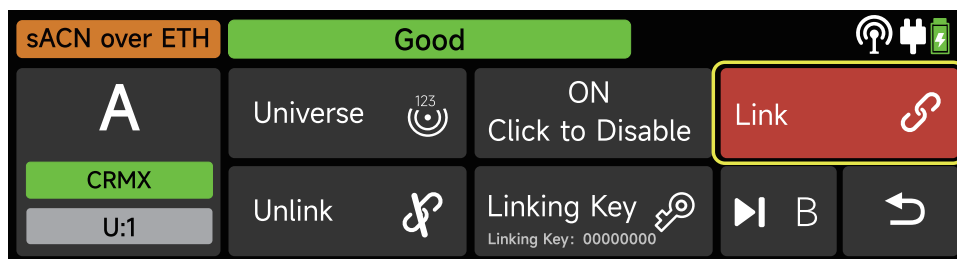 sACN over ETH
Good
A
CRMX
U:1
Universe
123
ON
Click to Disable
Link
Unlink
Linking Key
Linking Key: 00000000
B